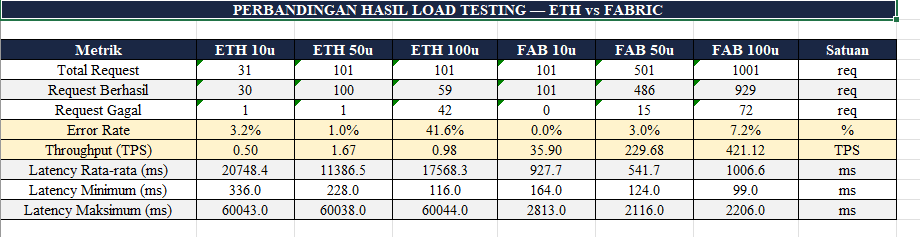 PERBANDINGAN HASIL LOAD TESTING — ETH vs FABRIC
Metrik ETH 10u ETH 50u ETH 100u FAB 10u FAB 50u FAB 100u Satuan
Total Request 31 101 101 101 501 1001 req
Request Berhasil 30 100 59 101 486 929 req
Request Gagal 1 1 42 0 15 72 req
Error Rate 3.2% 1.0% 41.6% 0.0% 3.0% 7.2% %
Throughput (TPS) 0.50 1.67 0.98 35.90 229.68 421.12 TPS
Latency Rata-rata (ms) 20748.4 11386.5 17568.3 927.7 541.7 1006.6 ms
Latency Minimum (ms) 336.0 228.0 116.0 164.0 124.0 99.0 ms
Latency Maksimum (ms) 60043.0 60038.0 60044.0 2813.0 2116.0 2206.0 ms